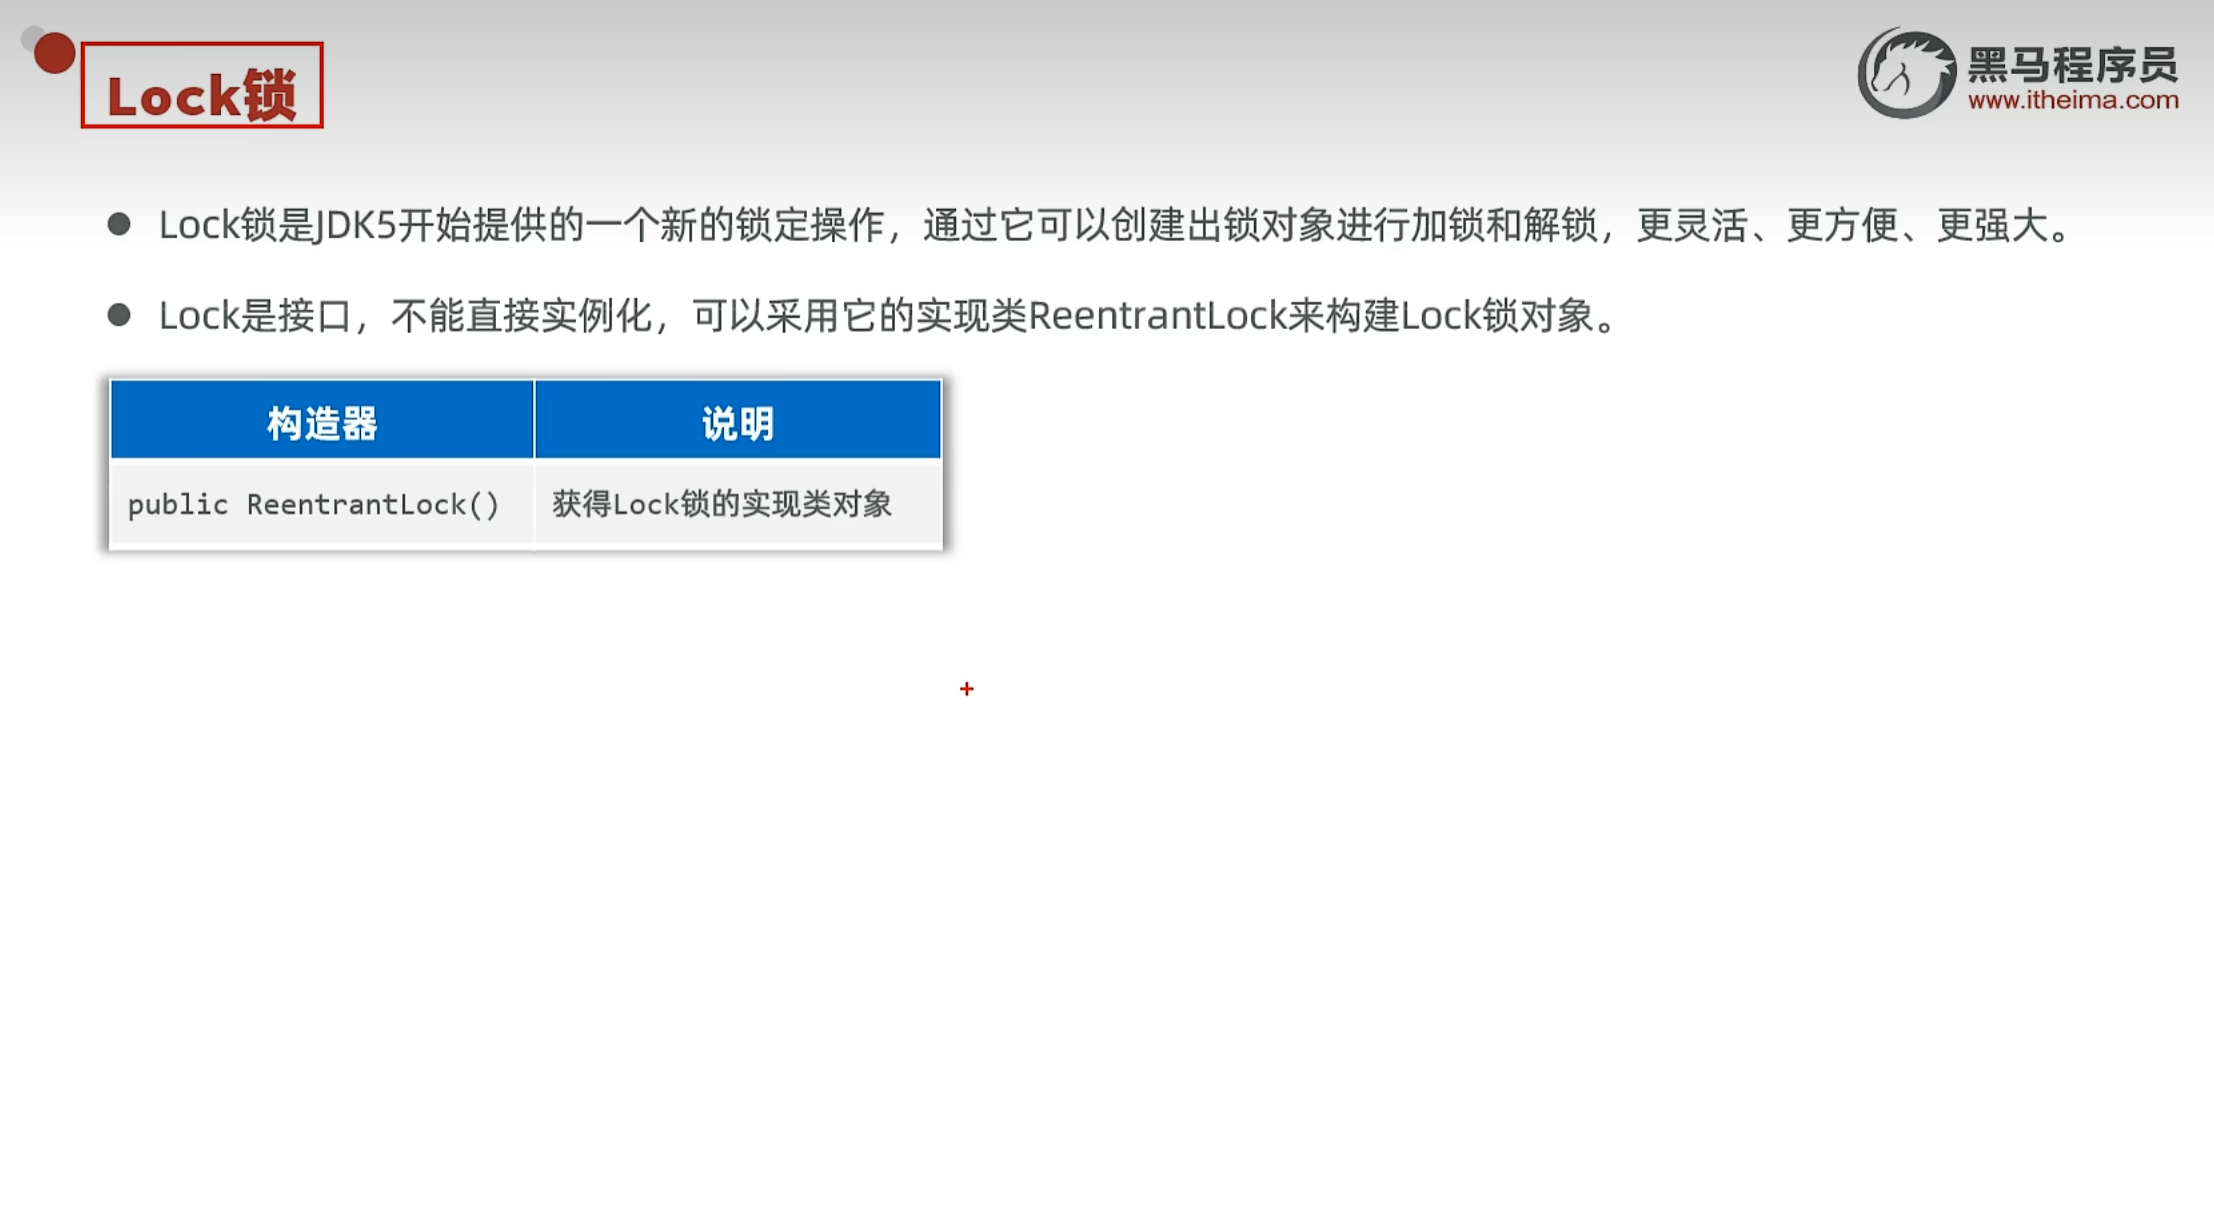 Lock锁
黑马程序员
www.itheima.com
Lock锁是JDK5开始提供的一个新的锁定操作，通过它可以创建出锁对象进行加锁和解锁，更灵活、更方便、更强大。
Lock是接口，不能直接实例化，可以采用它的实现类ReentrantLock来构建Lock锁对象。
构造器 说明
public ReentrantLock() 获得Lock锁的实现类对象